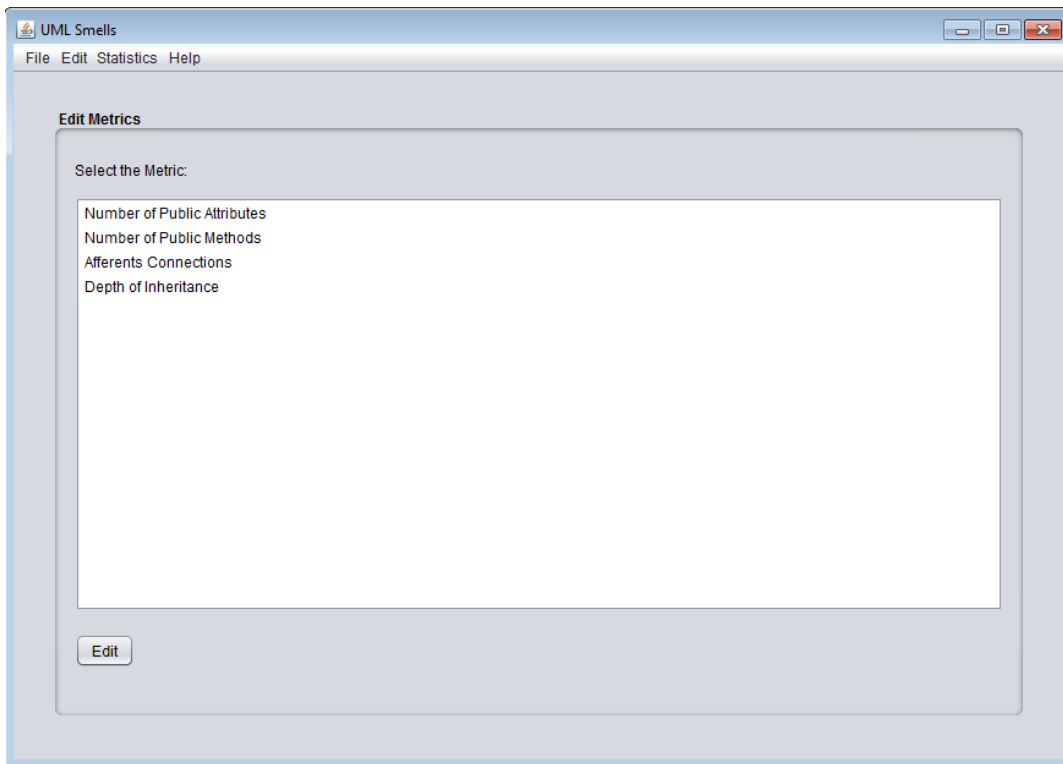 UML Smells
File Edit Statistics Help
Edit Metrics
Select the Metric:
Number of Public Attributes
Number of Public Methods
Afferents Connections
Depth of Inheritance
Edit